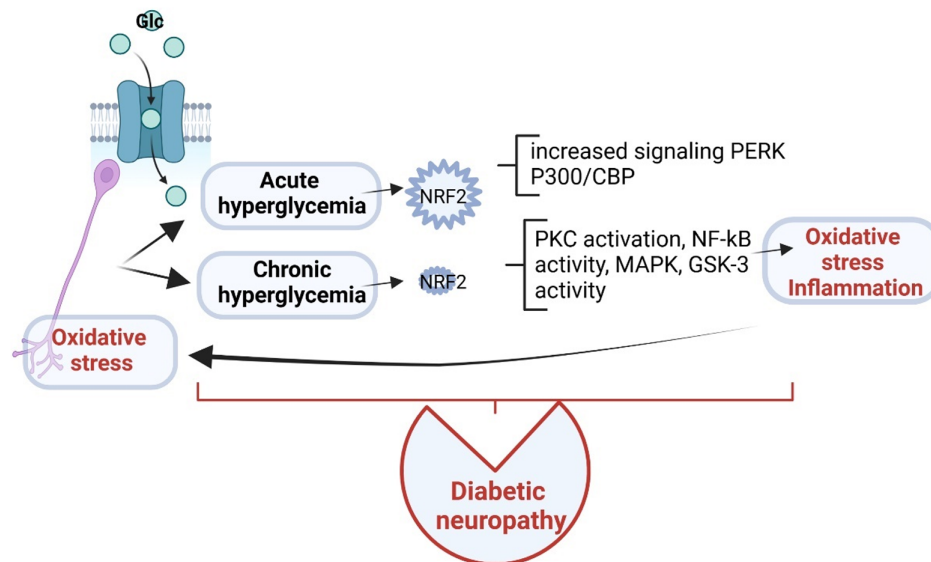 Glc
Acute
hyperglycemia
NRF2
increased signaling PERK
P300/CBP
Chronic
hyperglycemia
NRF2
PKC activation, NF-kB
activity, MAPK, GSK-3
activity
Oxidative
stress
Inflammation
Oxidative
stress
Diabetic
neuropathy